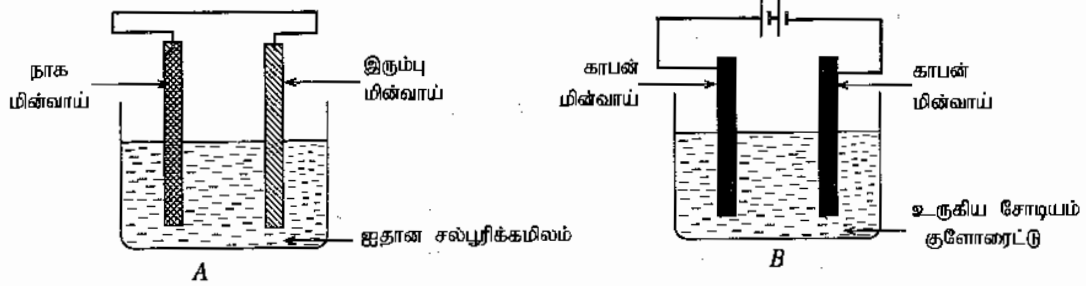 நாக
மின்வாய்
இரும்பு
மின்வாய்
ஐதான சல்பூரிக்கமிலம்
A
காபன்
மின்வாய்
காபன்
மின்வாய்
உருகிய சோடியம்
குளோரைட்டு
B